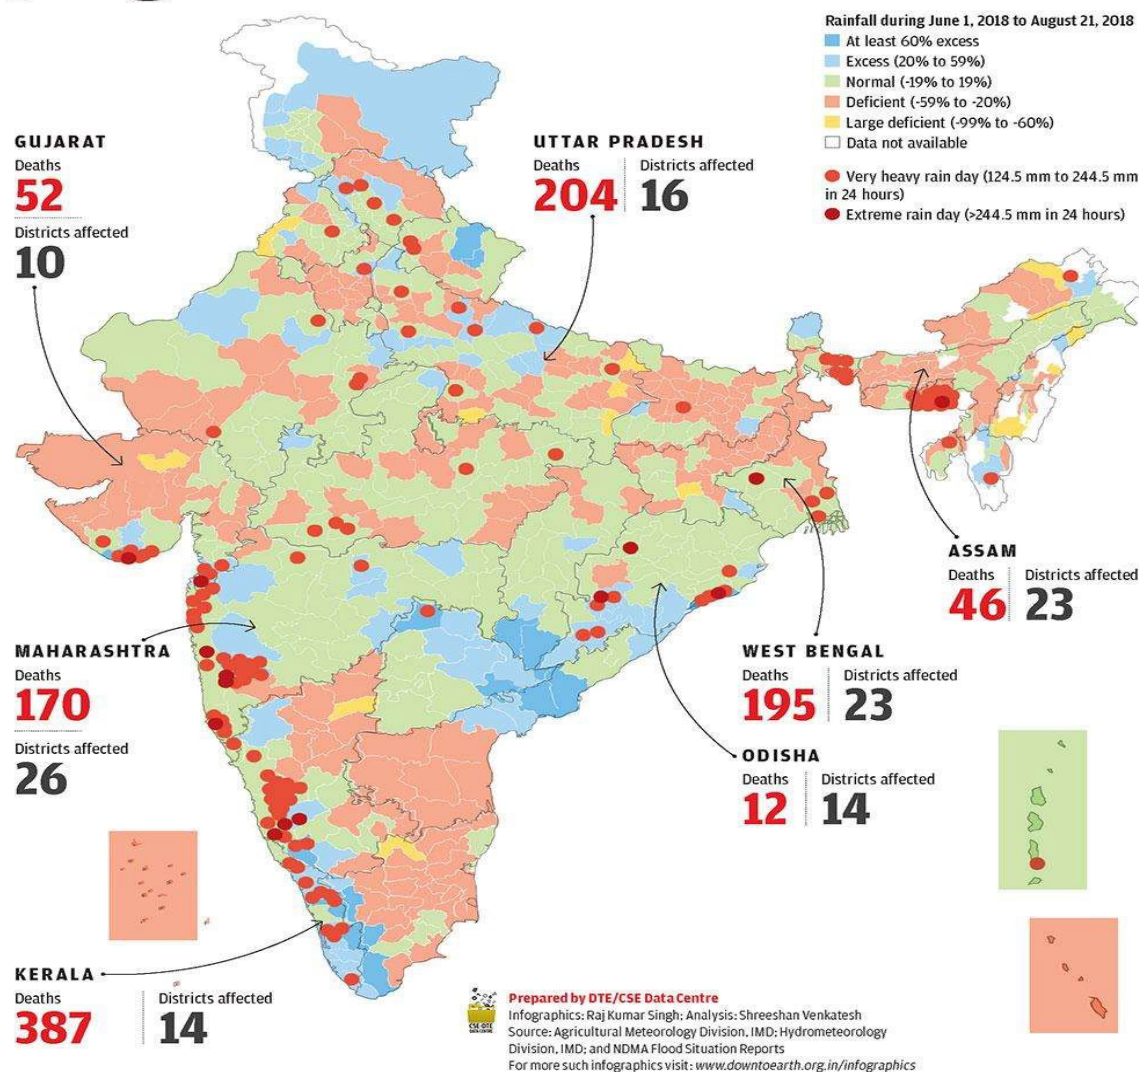 Rainfall during June 1, 2018 to August 21, 2018
At least 60% excess
Excess (20% to 59%)
Normal (-19% to 19%)
Deficient (-59% to -20%)
Large deficient (-99% to -60%)
Data not available
Very heavy rain day (124.5 mm to 244.5 mm
in 24 hours)
Extreme rain day (>244.5 mm in 24 hours)
GUJARAT
Deaths
52
Districts affected
10
UTTAR PRADESH
Deaths
204
Districts affected
16
ASSAM
Deaths
46
Districts affected
23
MAHARASHTRA
Deaths
170
Districts affected
26
WEST BENGAL
Deaths
195
Districts affected
23
ODISHA
Deaths
12
Districts affected
14
KERALA
Deaths
387
Districts affected
14
CSE-DTE
DATA CENTRE
Prepared by DTE/CSE Data Centre
Infographics: Raj Kumar Singh; Analysis: Shreeshan Venkatesh
Source: Agricultural Meteorology Division, IMD; Hydrometeorology
Division, IMD; and NDMA Flood Situation Reports
For more such infographics visit: www.downtoearth.org.in/infographics